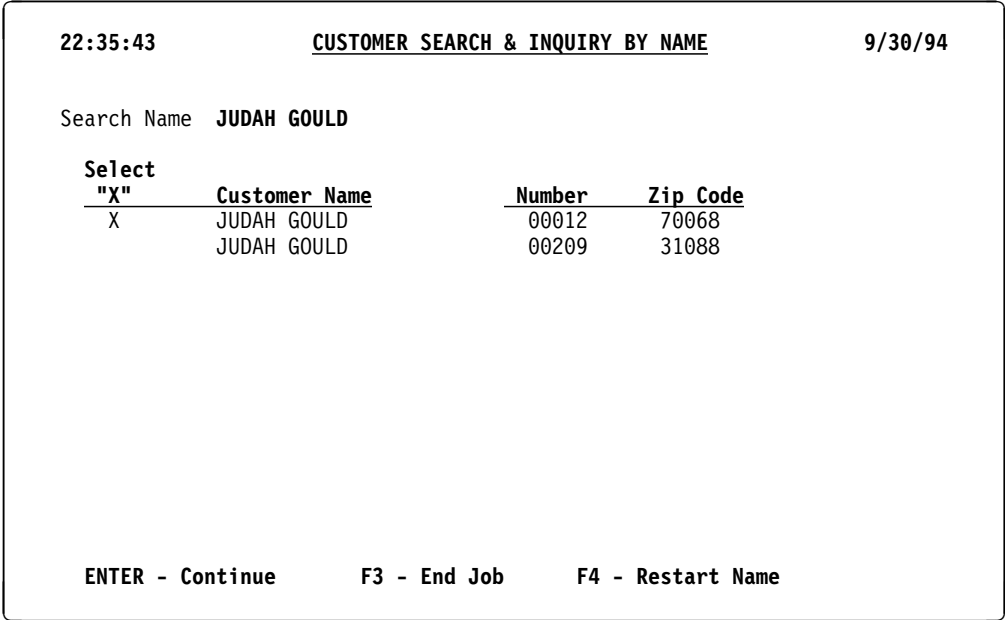 22:35:43 CUSTOMER SEARCH & INQUIRY BY NAME 9/30/94
Search Name JUDAH GOULD
Select
"X" Customer Name Number Zip Code
X JUDAH GOULD 00012 70068
JUDAH GOULD 00209 31088
ENTER - Continue F3 - End Job F4 - Restart Name